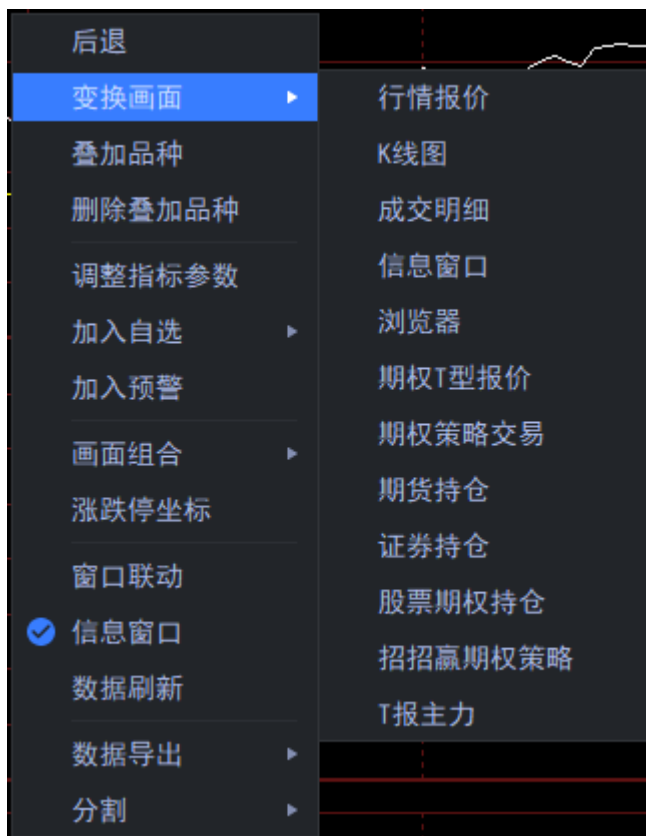 后退
变换画面
叠加品种
删除叠加品种
调整指标参数
加入自选
加入预警
画面组合
涨跌停坐标
窗口联动
信息窗口
数据刷新
数据导出
分割
行情报价
K线图
成交明细
信息窗口
浏览器
期权T型报价
期权策略交易
期货持仓
证券持仓
股票期权持仓
招招赢期权策略
T报主力